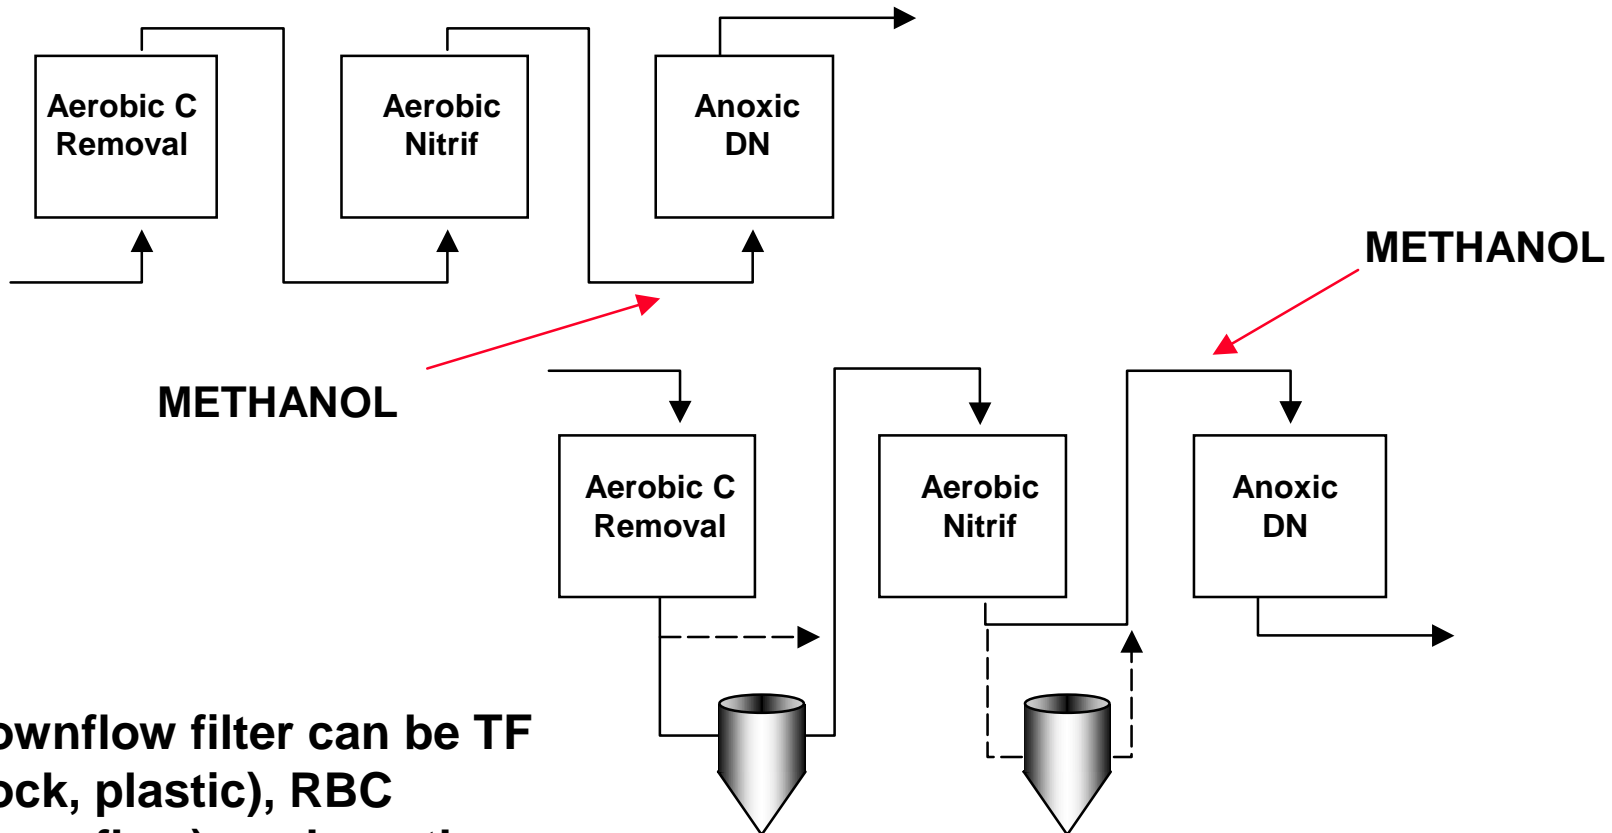 Aerobic C
Removal
Aerobic
Nitrif
Anoxic
DN
METHANOL
METHANOL
Aerobic C
Removal
Aerobic
Nitrif
Anoxic
DN
ownflow filter can be TF
ock, plastic), RBC